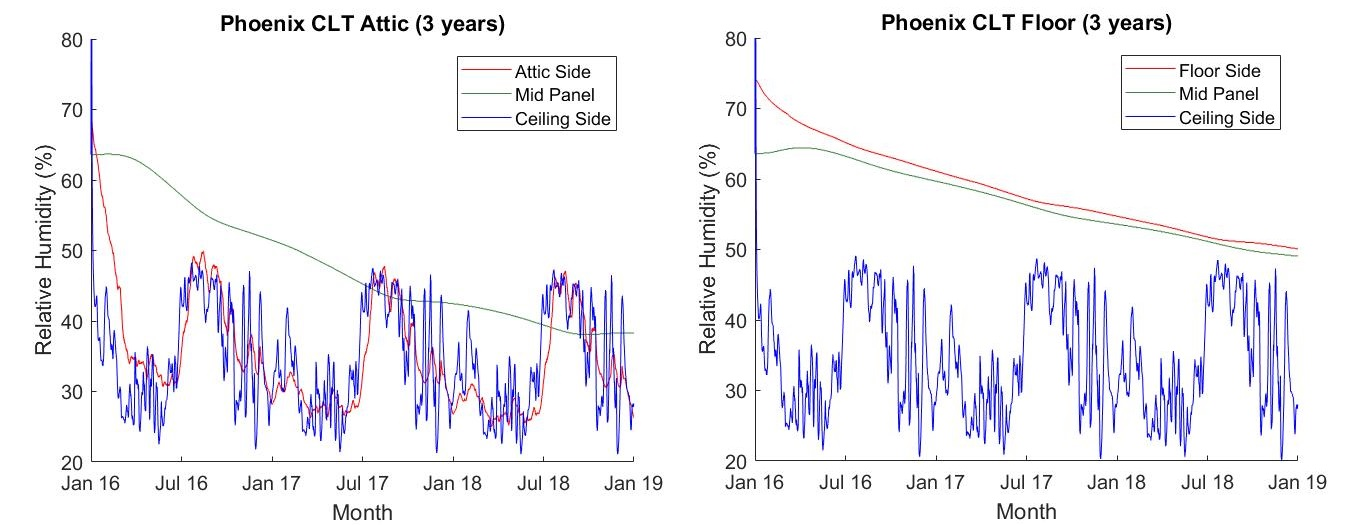 Phoenix CLT Attic (3 years)
80
70
60
50
40
30
20
Relative Humidity (%)
Attic Side
Mid Panel
Ceiling Side
Jan 16 Jul 16 Jan 17 Jul 17 Jan 18 Jul 18 Jan 19
Month
Phoenix CLT Floor (3 years)
80
70
60
50
40
30
20
Relative Humidity (%)
Floor Side
Mid Panel
Ceiling Side
Jan 16 Jul 16 Jan 17 Jul 17 Jan 18 Jul 18 Jan 19
Month